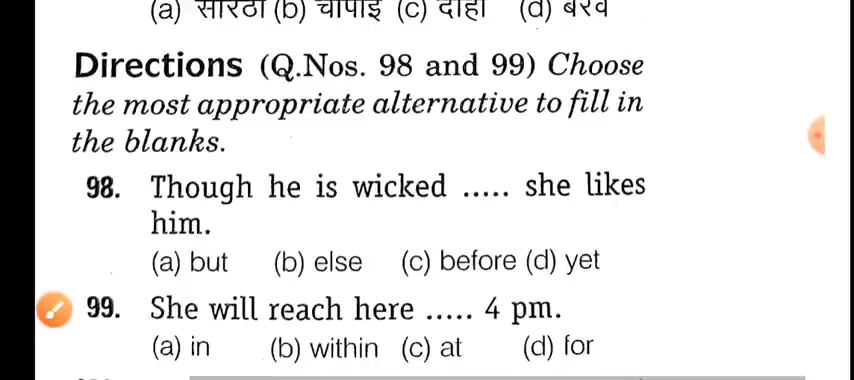 (a) सोरठा (b) चौपाई (c) दोहा (d) बरवै
Directions (Q.Nos. 98 and 99) Choose
the most appropriate alternative to fill in
the blanks.
98. Though he is wicked ..... she likes
him.
(a) but (b) else (c) before (d) yet
99. She will reach here ..... 4 pm.
(a) in (b) within (c) at (d) for